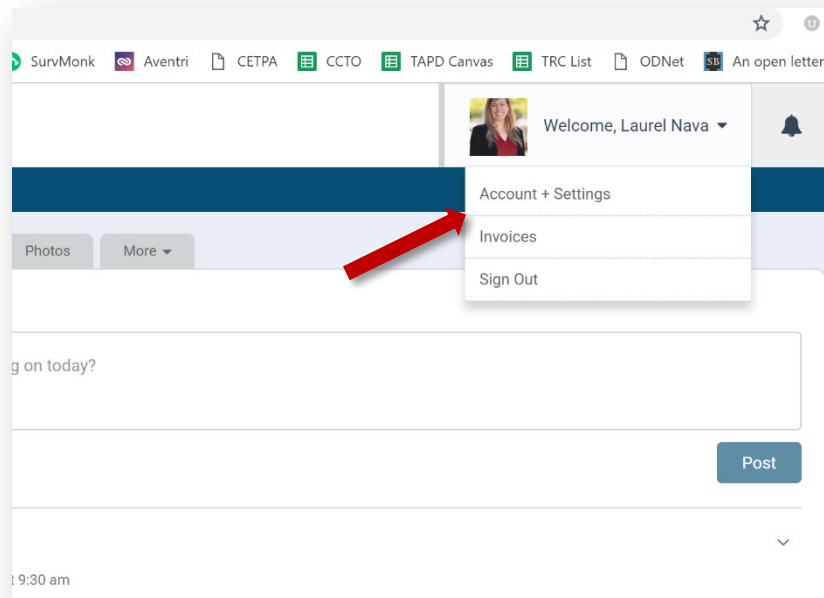 SurvMonk Aventri CETPA CCTO TAPD Canvas TRC List ODNet SB An open letter
Welcome, Laurel Nava
Account + Settings
Invoices
Sign Out
Photos More
g on today?
Post
9:30 am